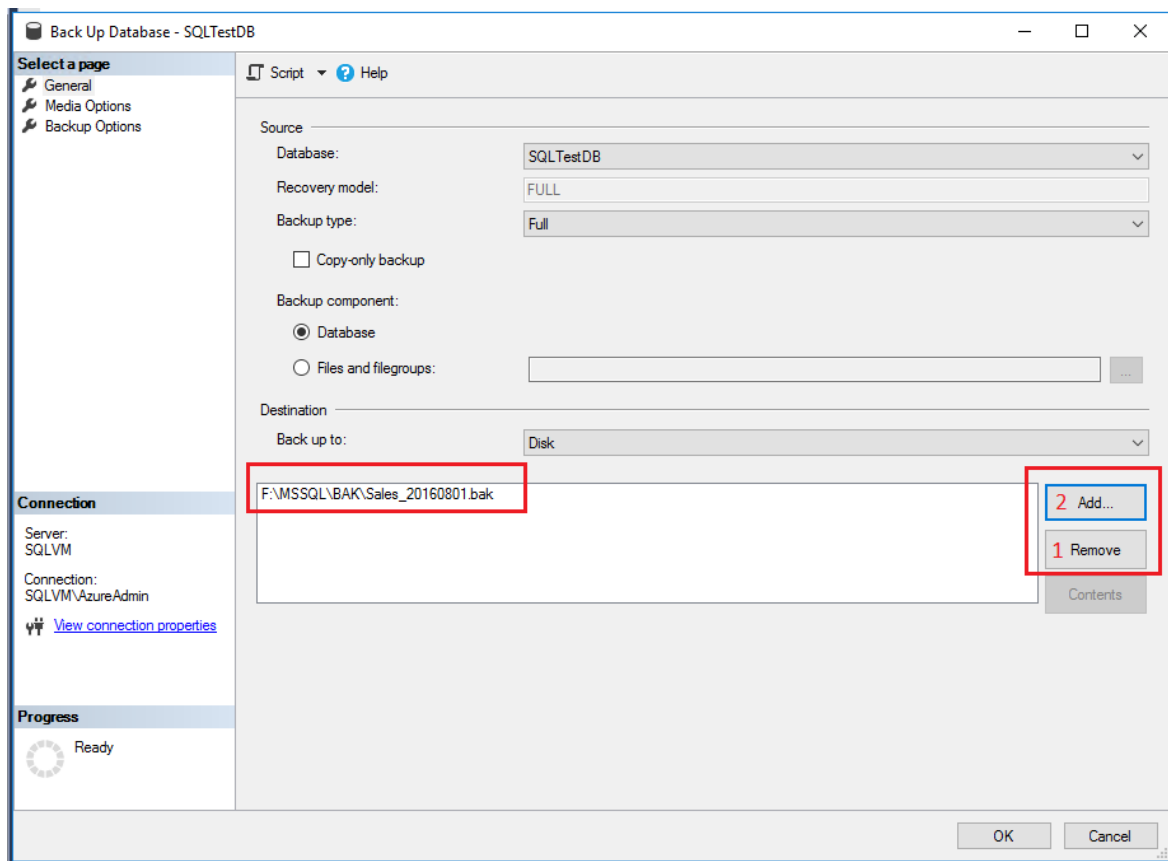 Back Up Database - SQLTestDB
Select a page
General
Media Options
Backup Options
Script
Help
Source
Database:
SQLTestDB
Recovery model:
FULL
Backup type:
Full
Copy-only backup
Backup component:
Database
Files and filegroups:
...
Destination
Back up to:
Disk
F:\MSSQL\BAK\Sales_20160801.bak
2 Add...
1 Remove
Contents
Connection
Server:
SQLVM
Connection:
SQLVM\AzureAdmin
View connection properties
Progress
Ready
OK
Cancel